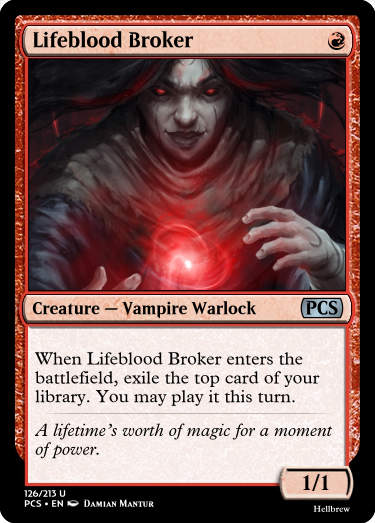 Lifeblood Broker
PCS
Creature — Vampire Warlock
When Lifeblood Broker enters the
battlefield, exile the top card of your
library. You may play it this turn.
A lifetime's worth of magic for a moment
of power.
1/1
126/213 U
PCS • EN Damian Mantur
Hellbrew